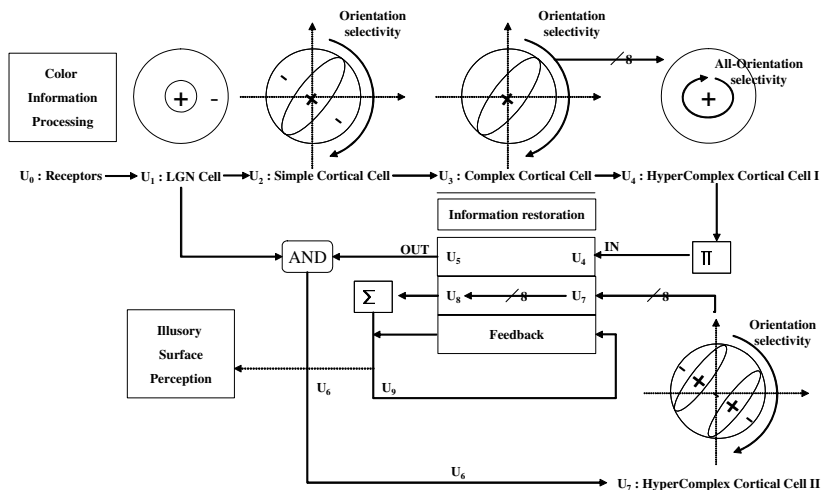 Orientation
selectivity
Orientation
selectivity
Color
Information
Processing
+
-
-
-
8
All-Orientation
selectivity
+
U0 : Receptors
U1 : LGN Cell
U2 : Simple Cortical Cell
U3 : Complex Cortical Cell
U4 : HyperComplex Cortical Cell I
Information restoration
AND
OUT
U5
U4
IN
Π
Σ
U8
8
U7
8
Feedback
Illusory
Surface
Perception
Orientation
selectivity
-
+
+
-
U6
U9
U6
U7 : HyperComplex Cortical Cell II